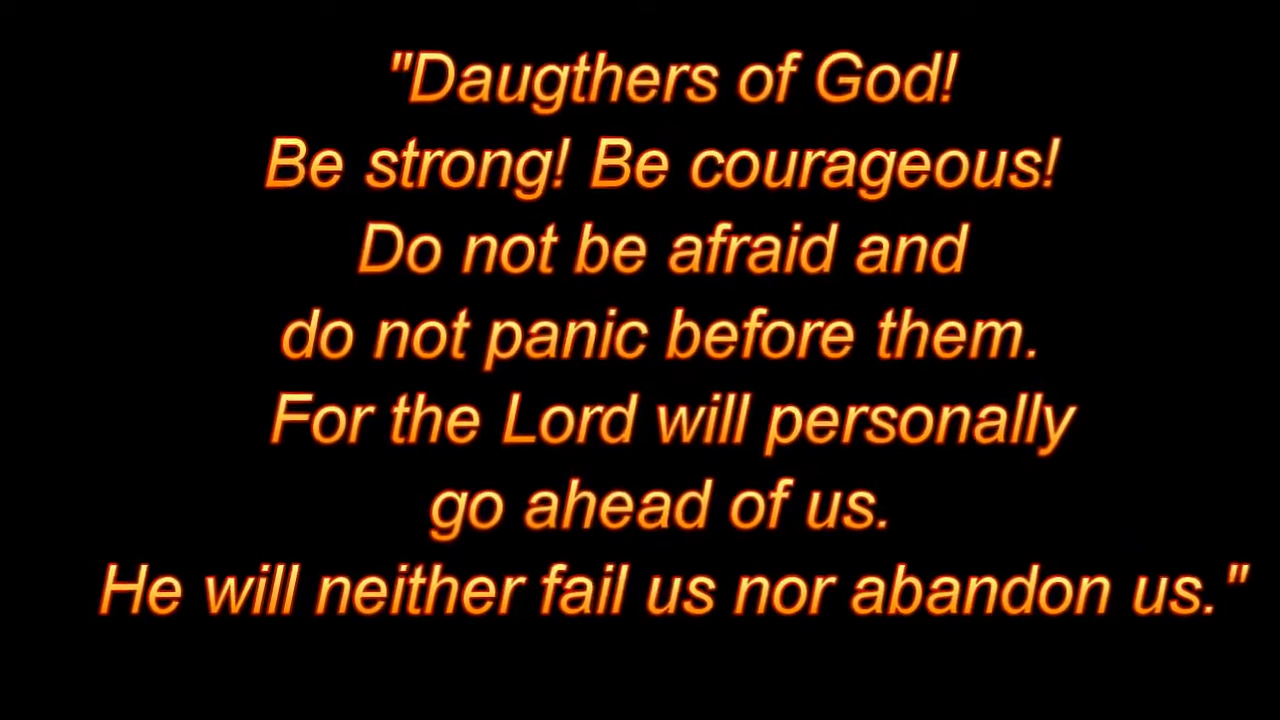 "Daugthers of God!
Be strong! Be courageous!
Do not be afraid and
do not panic before them.
For the Lord will personally
go ahead of us.
He will neither fail us nor abandon us."